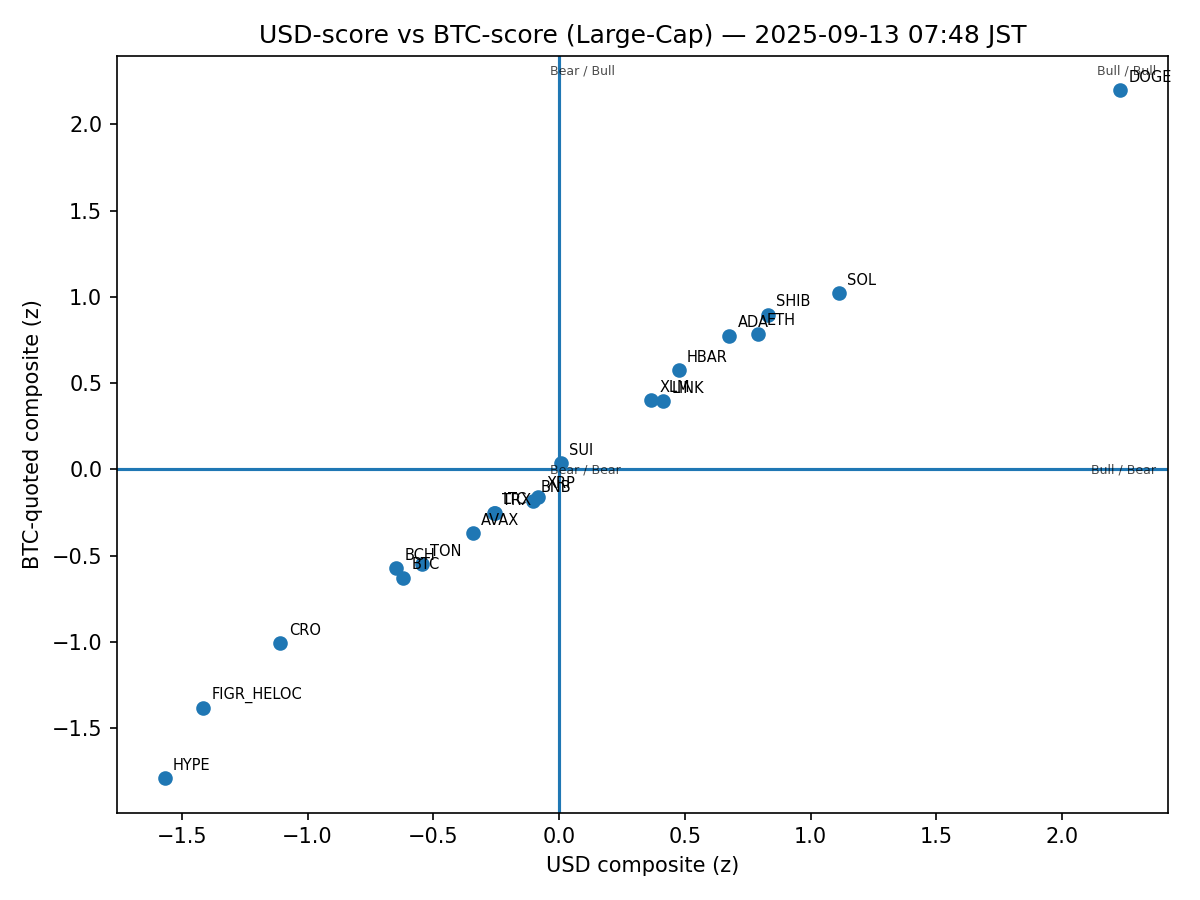 USD-score vs BTC-score (Large-Cap) — 2025-09-13 07:48 JST
Bear / Bull
Bull / Bull
DOGE
SOL
SHIB
ETH
ADA
HBAR
XLM
LINK
SUI
Bear / Bear
Bull / Bear
XRP
BNB
LTC
TRX
AVAX
TON
BCH
BTC
CRO
FIGR_HELOC
HYPE
2.0
1.5
1.0
0.5
0.0
−0.5
−1.0
−1.5
BTC-quoted composite (z)
−1.5
−1.0
−0.5
0.0
0.5
1.0
1.5
2.0
USD composite (z)